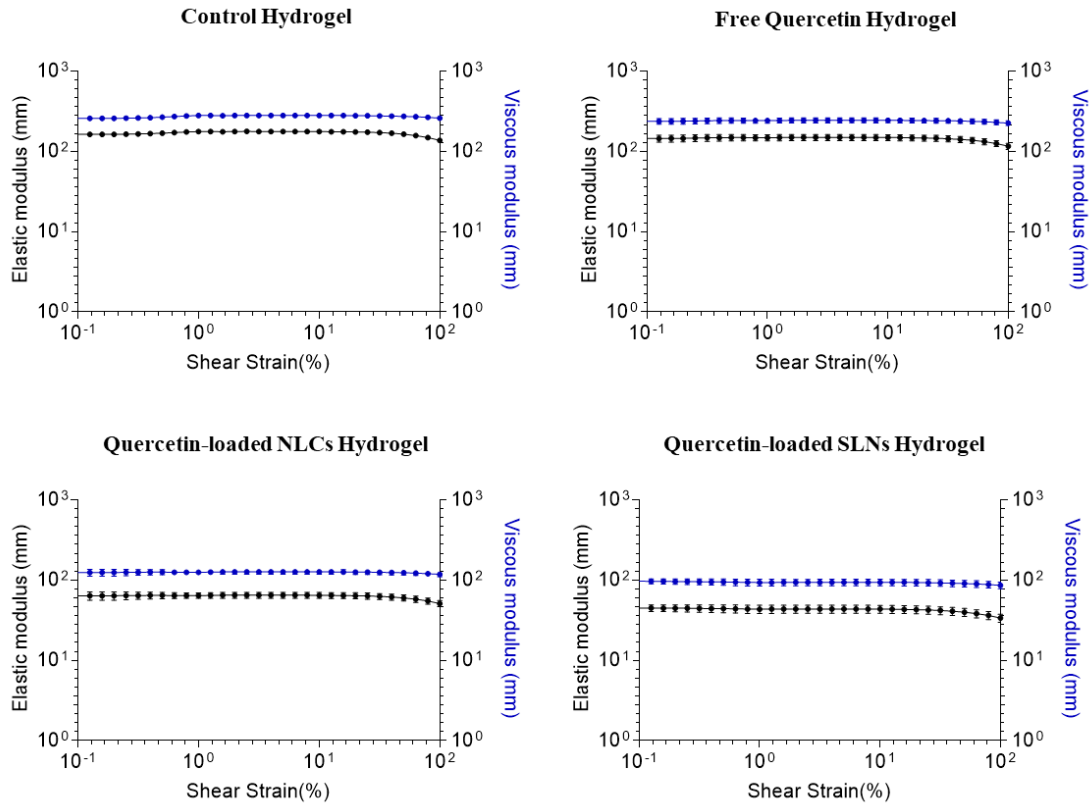 Control Hydrogel
Elastic modulus (mm)
10³
10²
10¹
10⁰
10³
10²
10¹
10⁰
Viscous modulus (mm)
10⁻¹ 10⁰ 10¹ 10²
Shear Strain(%)
Free Quercetin Hydrogel
Elastic modulus (mm)
10³
10²
10¹
10⁰
10³
10²
10¹
10⁰
Viscous modulus (mm)
10⁻¹ 10⁰ 10¹ 10²
Shear Strain(%)
Quercetin-loaded NLCs Hydrogel
Elastic modulus (mm)
10³
10²
10¹
10⁰
10³
10²
10¹
10⁰
Viscous modulus (mm)
10⁻¹ 10⁰ 10¹ 10²
Shear Strain(%)
Quercetin-loaded SLNs Hydrogel
Elastic modulus (mm)
10³
10²
10¹
10⁰
10³
10²
10¹
10⁰
Viscous modulus (mm)
10⁻¹ 10⁰ 10¹ 10²
Shear Strain(%)